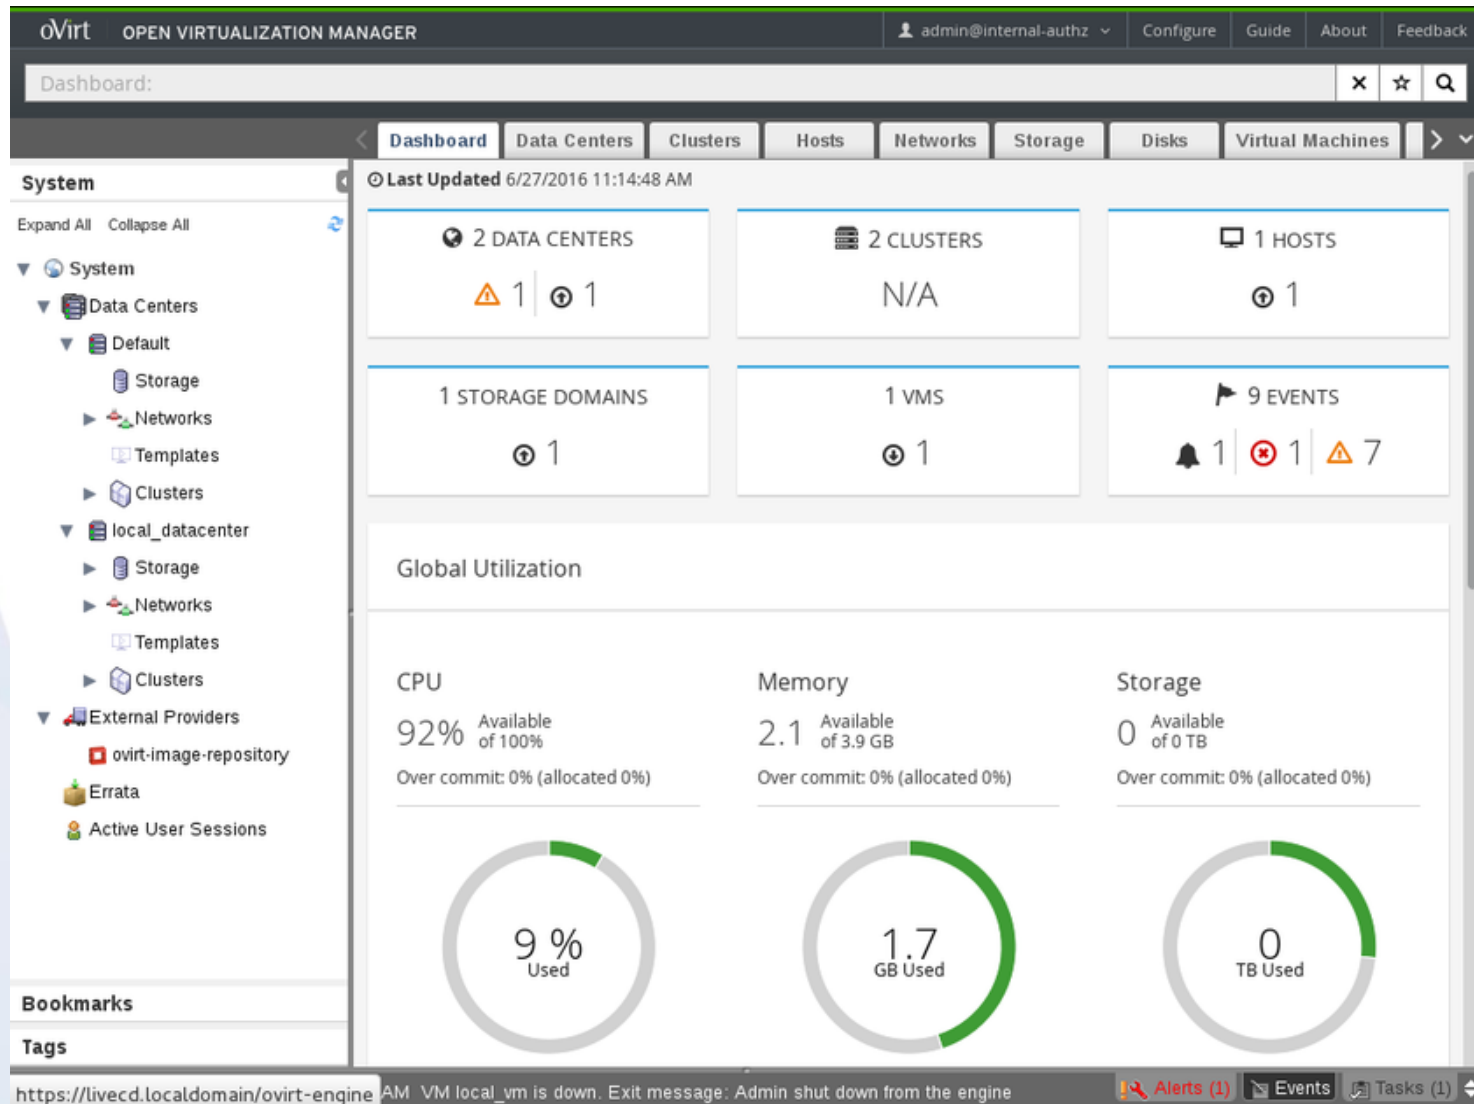 oVirt OPEN VIRTUALIZATION MANAGER
admin@internal-authz Configure Guide About Feedback
Dashboard:
Dashboard Data Centers Clusters Hosts Networks Storage Disks Virtual Machines
System
Last Updated 6/27/2016 11:14:48 AM
Expand All Collapse All
System
Data Centers
Default
Storage
Networks
Templates
Clusters
local_datacenter
Storage
Networks
Templates
Clusters
External Providers
ovirt-image-repository
Errata
Active User Sessions
Bookmarks
Tags
2 DATA CENTERS
1 1
2 CLUSTERS
N/A
1 HOSTS
1
1 STORAGE DOMAINS
1
1 VMS
1
9 EVENTS
1 1 7
Global Utilization
CPU
92% Available
of 100%
Over commit: 0% (allocated 0%)
9 %
Used
Memory
2.1 Available
of 3.9 GB
Over commit: 0% (allocated 0%)
1.7
GB Used
Storage
0 Available
of 0 TB
Over commit: 0% (allocated 0%)
0
TB Used
https://livecd.localdomain/ovirt-engine AM VM local_vm is down. Exit message: Admin shut down from the engine
Alerts (1) Events Tasks (1)